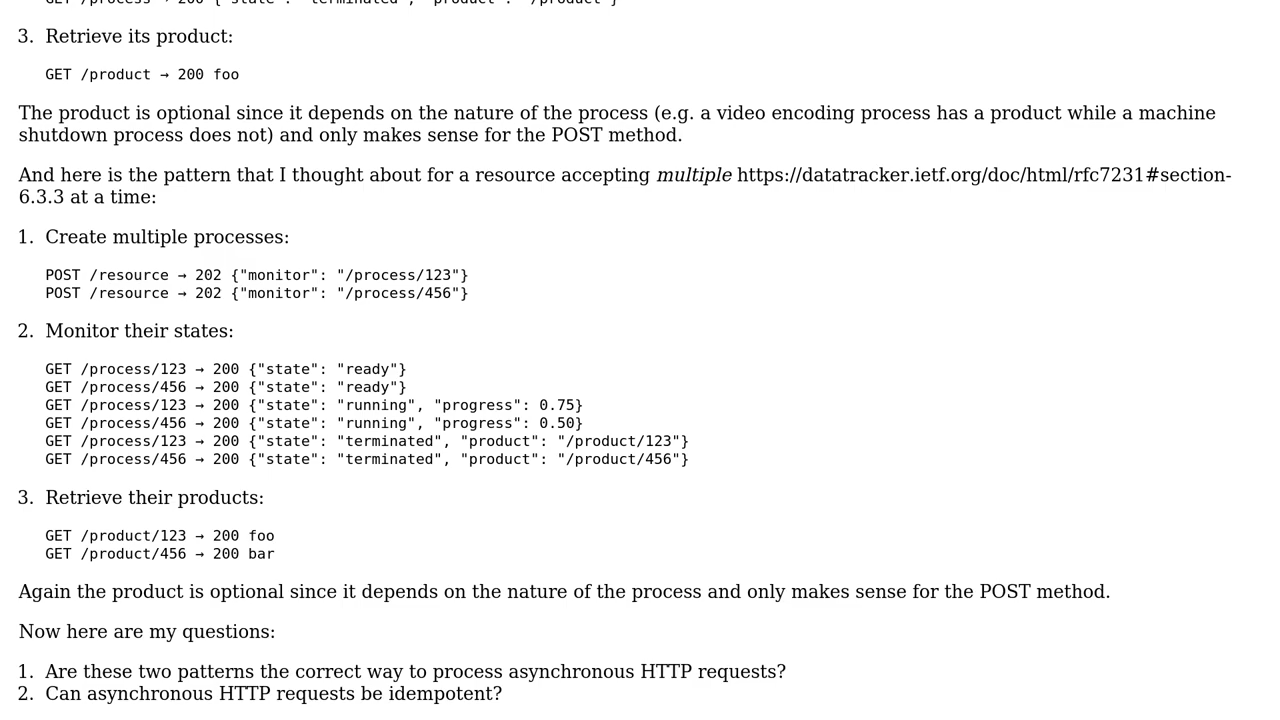 GET /process → 200 {"state": "terminated", "product": "/product"}
3. Retrieve its product:
GET /product → 200 foo
The product is optional since it depends on the nature of the process (e.g. a video encoding process has a product while a machine
shutdown process does not) and only makes sense for the POST method.
And here is the pattern that I thought about for a resource accepting multiple https://datatracker.ietf.org/doc/html/rfc7231#section-
6.3.3 at a time:
1. Create multiple processes:
POST /resource → 202 {"monitor": "/process/123"}
POST /resource → 202 {"monitor": "/process/456"}
2. Monitor their states:
GET /process/123 → 200 {"state": "ready"}
GET /process/456 → 200 {"state": "ready"}
GET /process/123 → 200 {"state": "running", "progress": 0.75}
GET /process/456 → 200 {"state": "running", "progress": 0.50}
GET /process/123 → 200 {"state": "terminated", "product": "/product/123"}
GET /process/456 → 200 {"state": "terminated", "product": "/product/456"}
3. Retrieve their products:
GET /product/123 → 200 foo
GET /product/456 → 200 bar
Again the product is optional since it depends on the nature of the process and only makes sense for the POST method.
Now here are my questions:
1. Are these two patterns the correct way to process asynchronous HTTP requests?
2. Can asynchronous HTTP requests be idempotent?